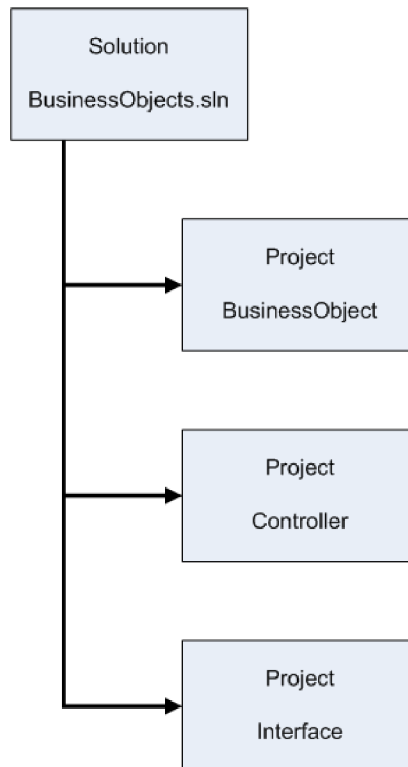 Solution
BusinessObjects.sln
Project
BusinessObject
Project
Controller
Project
Interface